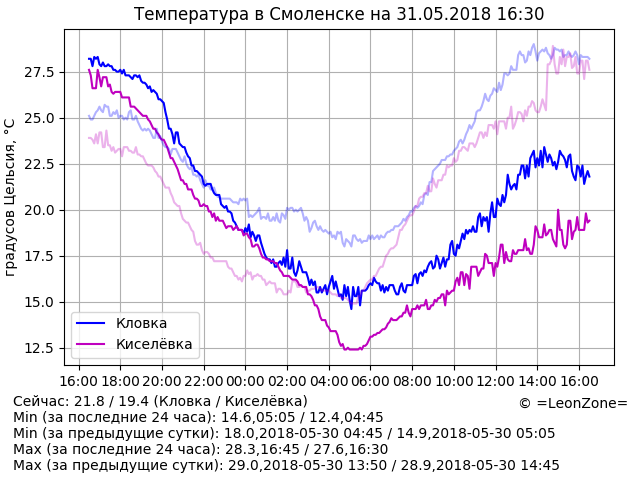 Температура в Смоленске на 31.05.2018 16:30
градусов Цельсия, °C
27.5
25.0
22.5
20.0
17.5
15.0
12.5
Кловка
Киселёвка
16:00 18:00 20:00 22:00 00:00 02:00 04:00 06:00 08:00 10:00 12:00 14:00 16:00
Сейчас: 21.8 / 19.4 (Кловка / Киселёвка)
© =LeonZone=
Min (за последние 24 часа): 14.6,05:05 / 12.4,04:45
Min (за предыдущие сутки): 18.0,2018-05-30 04:45 / 14.9,2018-05-30 05:05
Max (за последние 24 часа): 28.3,16:45 / 27.6,16:30
Max (за предыдущие сутки): 29.0,2018-05-30 13:50 / 28.9,2018-05-30 14:45